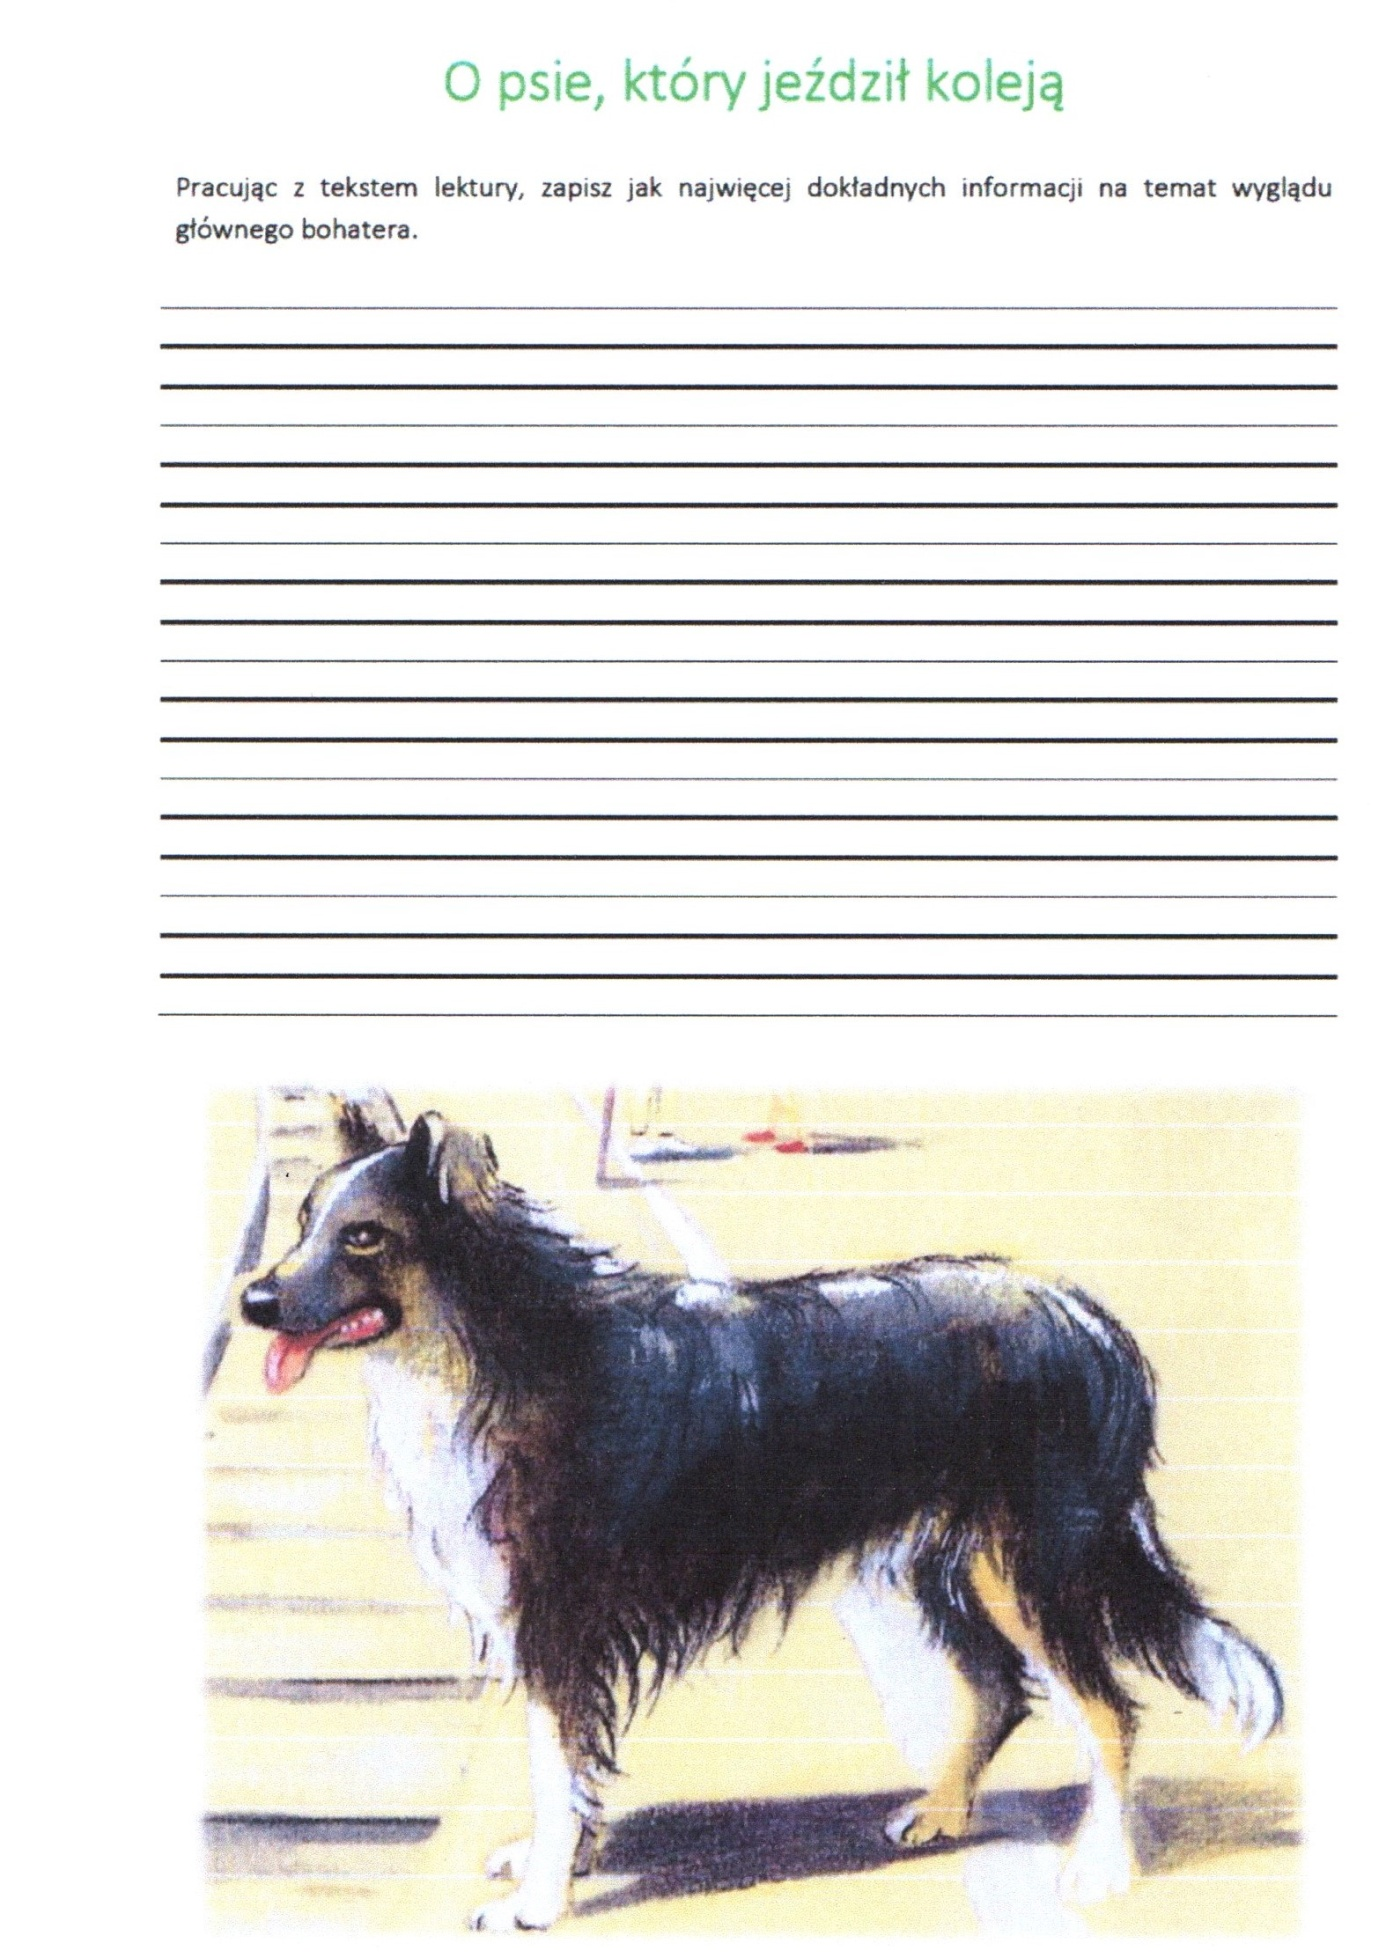 O psie, który jeździł koleją
Pracując z tekstem lektury, zapisz jak najwięcej dokładnych informacji na temat wyglądu
głównego bohatera.